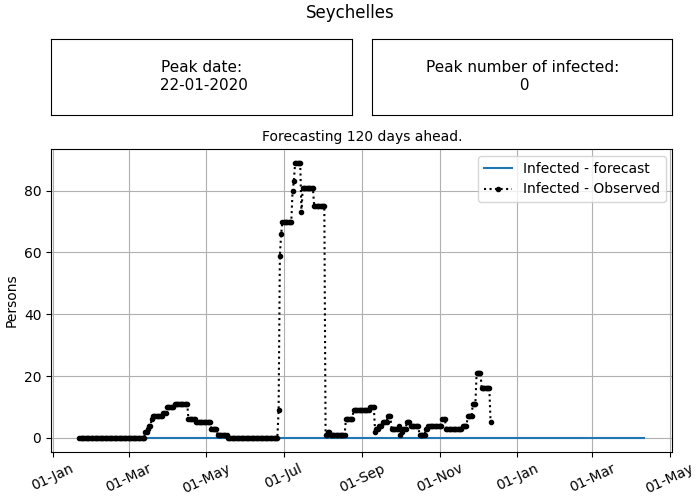 Seychelles
Peak date:
22-01-2020
Peak number of infected:
0
Forecasting 120 days ahead.
Infected - forecast
Infected - Observed
Persons
80
60
40
20
0
01-Jan
01-Mar
01-May
01-Jul
01-Sep
01-Nov
01-Jan
01-Mar
01-May